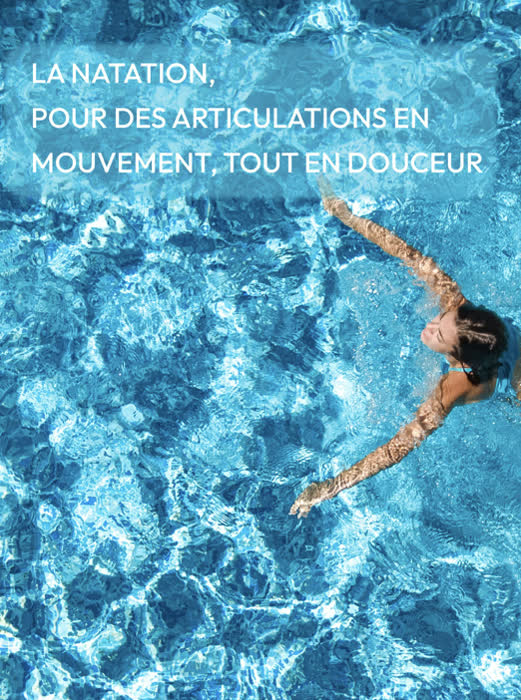 LA NATATION,
POUR DES ARTICULATIONS EN
MOUVEMENT, TOUT EN DOUCEUR